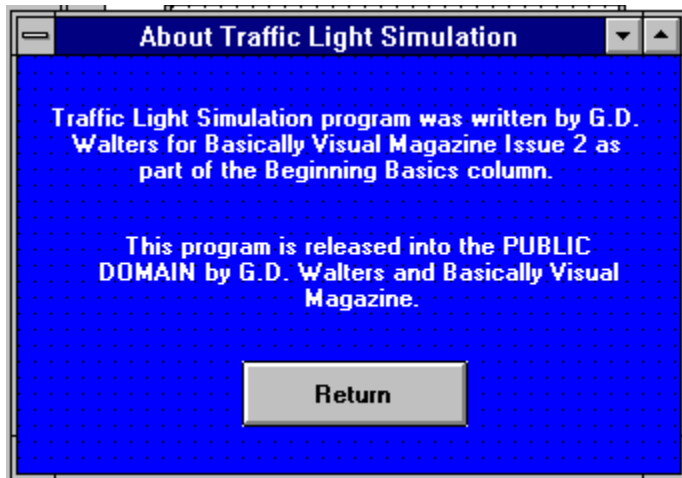 About Traffic Light Simulation
Traffic Light Simulation program was written by G.D.
Walters for Basically Visual Magazine Issue 2 as
part of the Beginning Basics column.
This program is released into the PUBLIC
DOMAIN by G.D. Walters and Basically Visual
Magazine.
Return